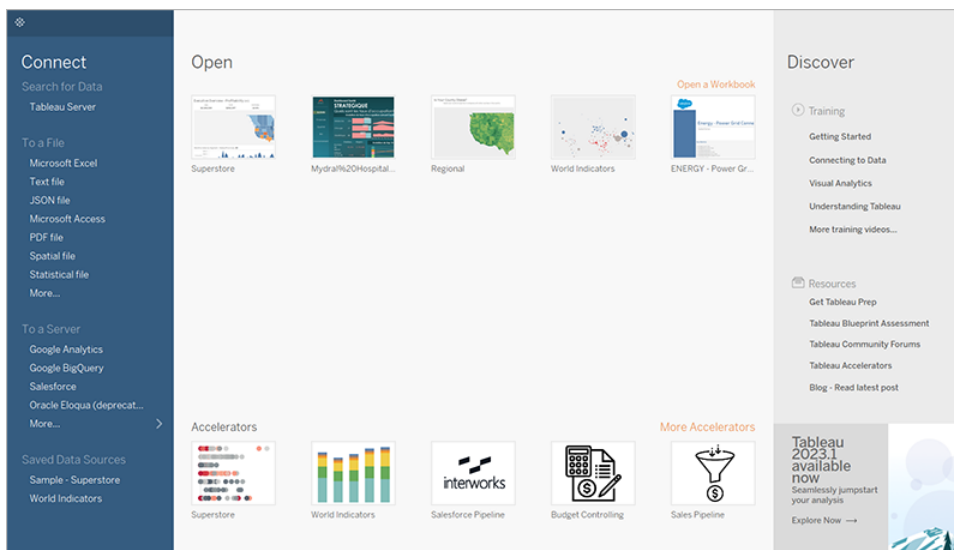 Connect
Search for Data
Tableau Server
To a File
Microsoft Excel
Text file
JSON file
Microsoft Access
PDF file
Spatial file
Statistical file
More...
To a Server
Google Analytics
Google BigQuery
Salesforce
Oracle Eloqua (deprecat...
More...
Saved Data Sources
Sample - Superstore
World Indicators
Open
Open a Workbook
STRATEGIQUE
Energy - Power Grid
Superstore
Mydral%20Hospital...
Regional
World Indicators
ENERGY - Power Gr...
Accelerators
More Accelerators
interworks
Superstore
World Indicators
Salesforce Pipeline
Budget Controlling
Sales Pipeline
Discover
Training
Getting Started
Connecting to Data
Visual Analytics
Understanding Tableau
More training videos...
Resources
Get Tableau Prep
Tableau Blueprint Assessment
Tableau Community Forums
Tableau Accelerators
Blog - Read latest post
Tableau
2023.1
available
now
Seamlessly jumpstart
your analysis
Explore Now →